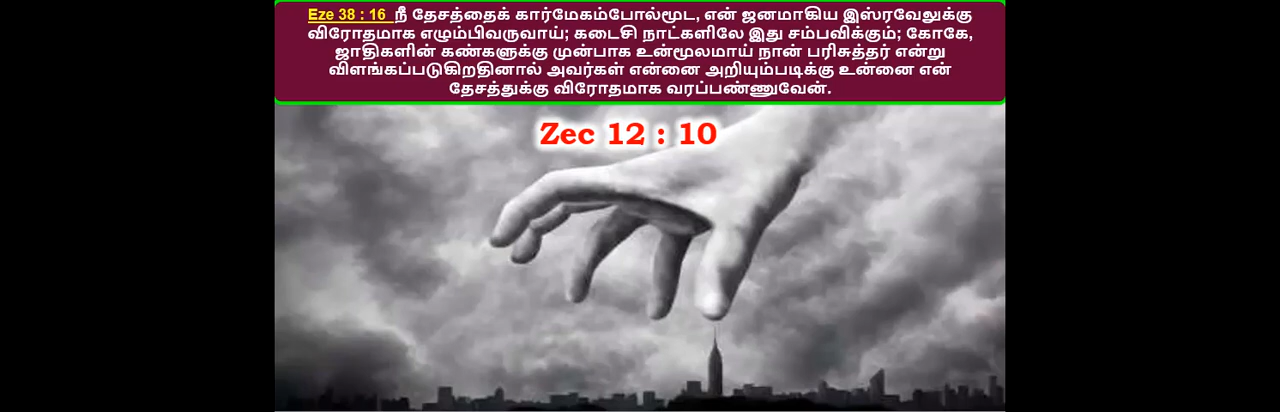 Eze 38 : 16 நீ தேசத்தைக் கார்மேகம்போல்மூட, என் ஜனமாகிய இஸ்ரவேலுக்கு
விரோதமாக எழும்பிவருவாய்; கடைசி நாட்களிலே இது சம்பவிக்கும்; கோகே,
ஜாதிகளின் கண்களுக்கு முன்பாக உன்மூலமாய் நான் பரிசுத்தர் என்று
விளங்கப்படுகிறதினால் அவர்கள் என்னை அறியும்படிக்கு உன்னை என்
தேசத்துக்கு விரோதமாக வரப்பண்ணுவேன்.
Zec 12 : 10